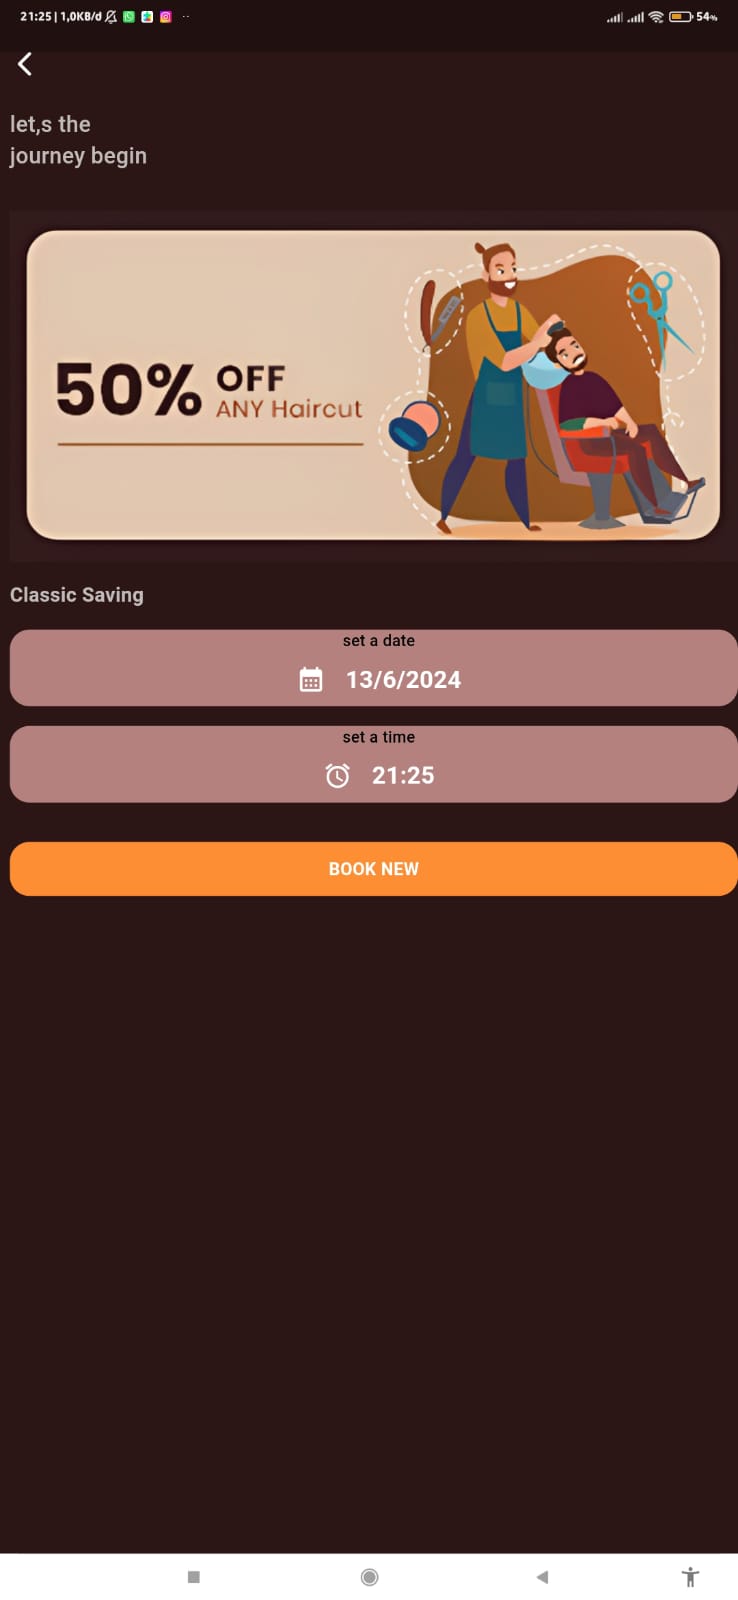 21:25 | 1,0KB/d
54%
let,s the
journey begin
50% OFF
ANY Haircut
Classic Saving
set a date
13/6/2024
set a time
21:25
BOOK NEW